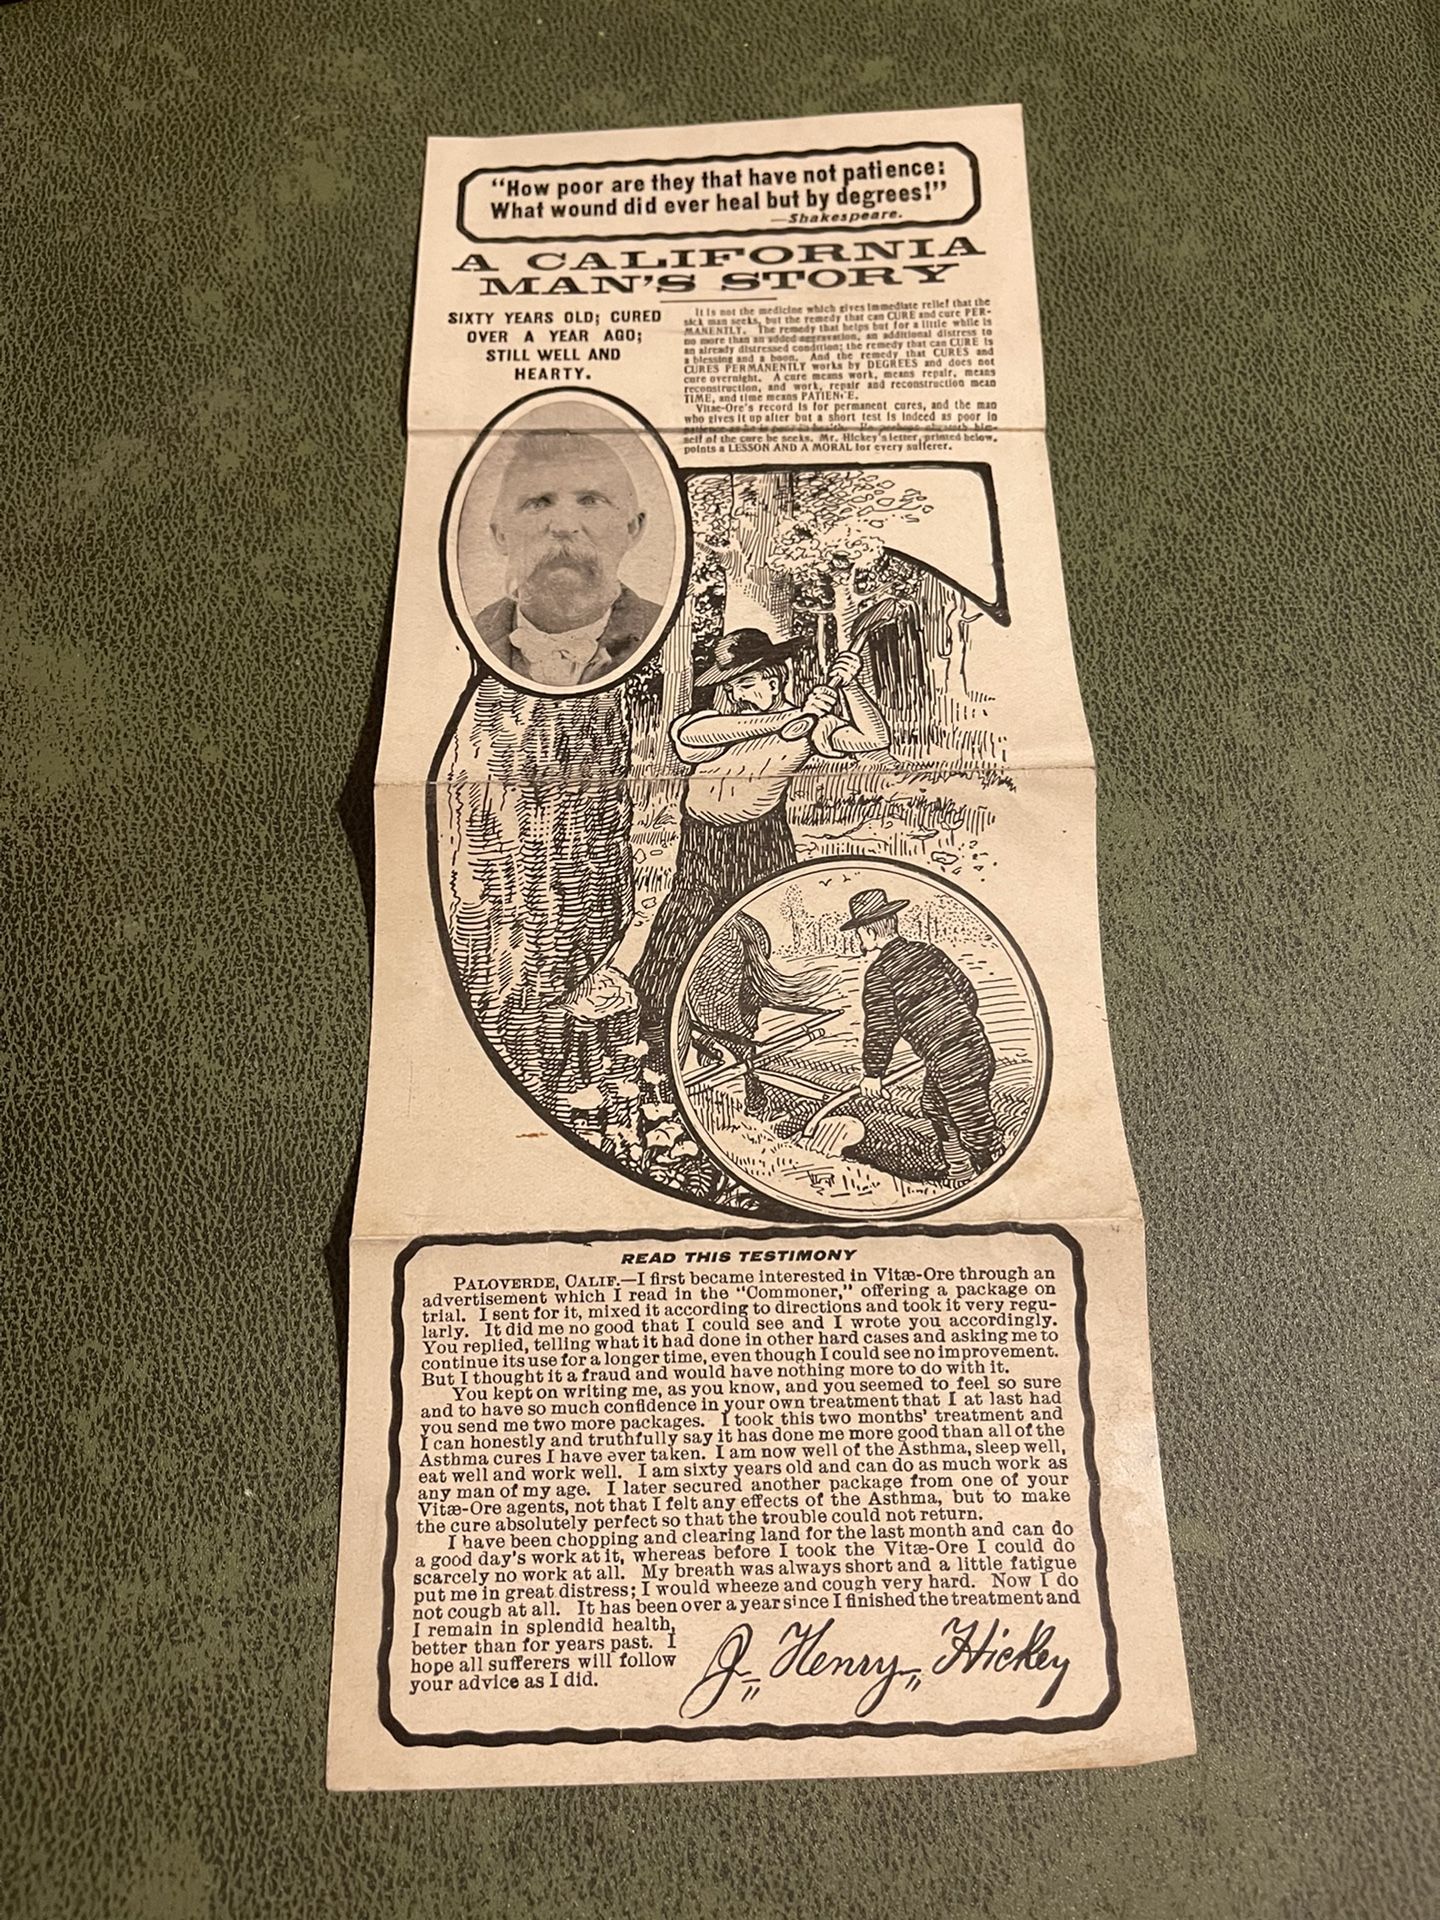 "How poor are they that have not patience:
What wound did ever heal but by degrees!"
—Shakespeare.
A CALIFORNIA
MAN'S STORY
SIXTY YEARS OLD; CURED
OVER A YEAR AGO;
STILL WELL AND
HEARTY.
It is not the medicine which gives immediate relief that the
sick man seeks, but the remedy that can CURE and cure PER-
MANENTLY. The remedy that helps but for a little while is
no more than an added aggravation, an additional distress to
an already distressed condition; the remedy that can CURE is
a blessing and a boon. And the remedy that CURES and
CURES PERMANENTLY works by DEGREES and does not
cure overnight. A cure means work, means repair, means
reconstruction, and work, repair and reconstruction mean
TIME, and time means PATIENCE.
Vitae-Ore's record is for permanent cures, and the man
who gives it up after but a short test is indeed as poor in
patience as he is poor in health. He perhaps cheateth him-
self of the cure he seeks. Mr. Hickey's letter, printed below,
points a LESSON AND A MORAL for every sufferer.
READ THIS TESTIMONY
PALOVERDE, CALIF.—I first became interested in Vitæ-Ore through an
advertisement which I read in the "Commoner," offering a package on
trial. I sent for it, mixed it according to directions and took it very regu-
larly. It did me no good that I could see and I wrote you accordingly.
You replied, telling what it had done in other hard cases and asking me to
continue its use for a longer time, even though I could see no improvement.
But I thought it a fraud and would have nothing more to do with it.
You kept on writing me, as you know, and you seemed to feel so sure
and to have so much confidence in your own treatment that I at last had
you send me two more packages. I took this two months' treatment and
I can honestly and truthfully say it has done me more good than all of the
Asthma cures I have ever taken. I am now well of the Asthma, sleep well,
eat well and work well. I am sixty years old and can do as much work as
any man of my age. I later secured another package from one of your
Vitæ-Ore agents, not that I felt any effects of the Asthma, but to make
the cure absolutely perfect so that the trouble could not return.
I have been chopping and clearing land for the last month and can do
a good day's work at it, whereas before I took the Vitæ-Ore I could do
scarcely no work at all. My breath was always short and a little fatigue
put me in great distress; I would wheeze and cough very hard. Now I do
not cough at all. It has been over a year since I finished the treatment and
I remain in splendid health,
better than for years past. I
hope all sufferers will follow
your advice as I did.
J. Henry Hickey